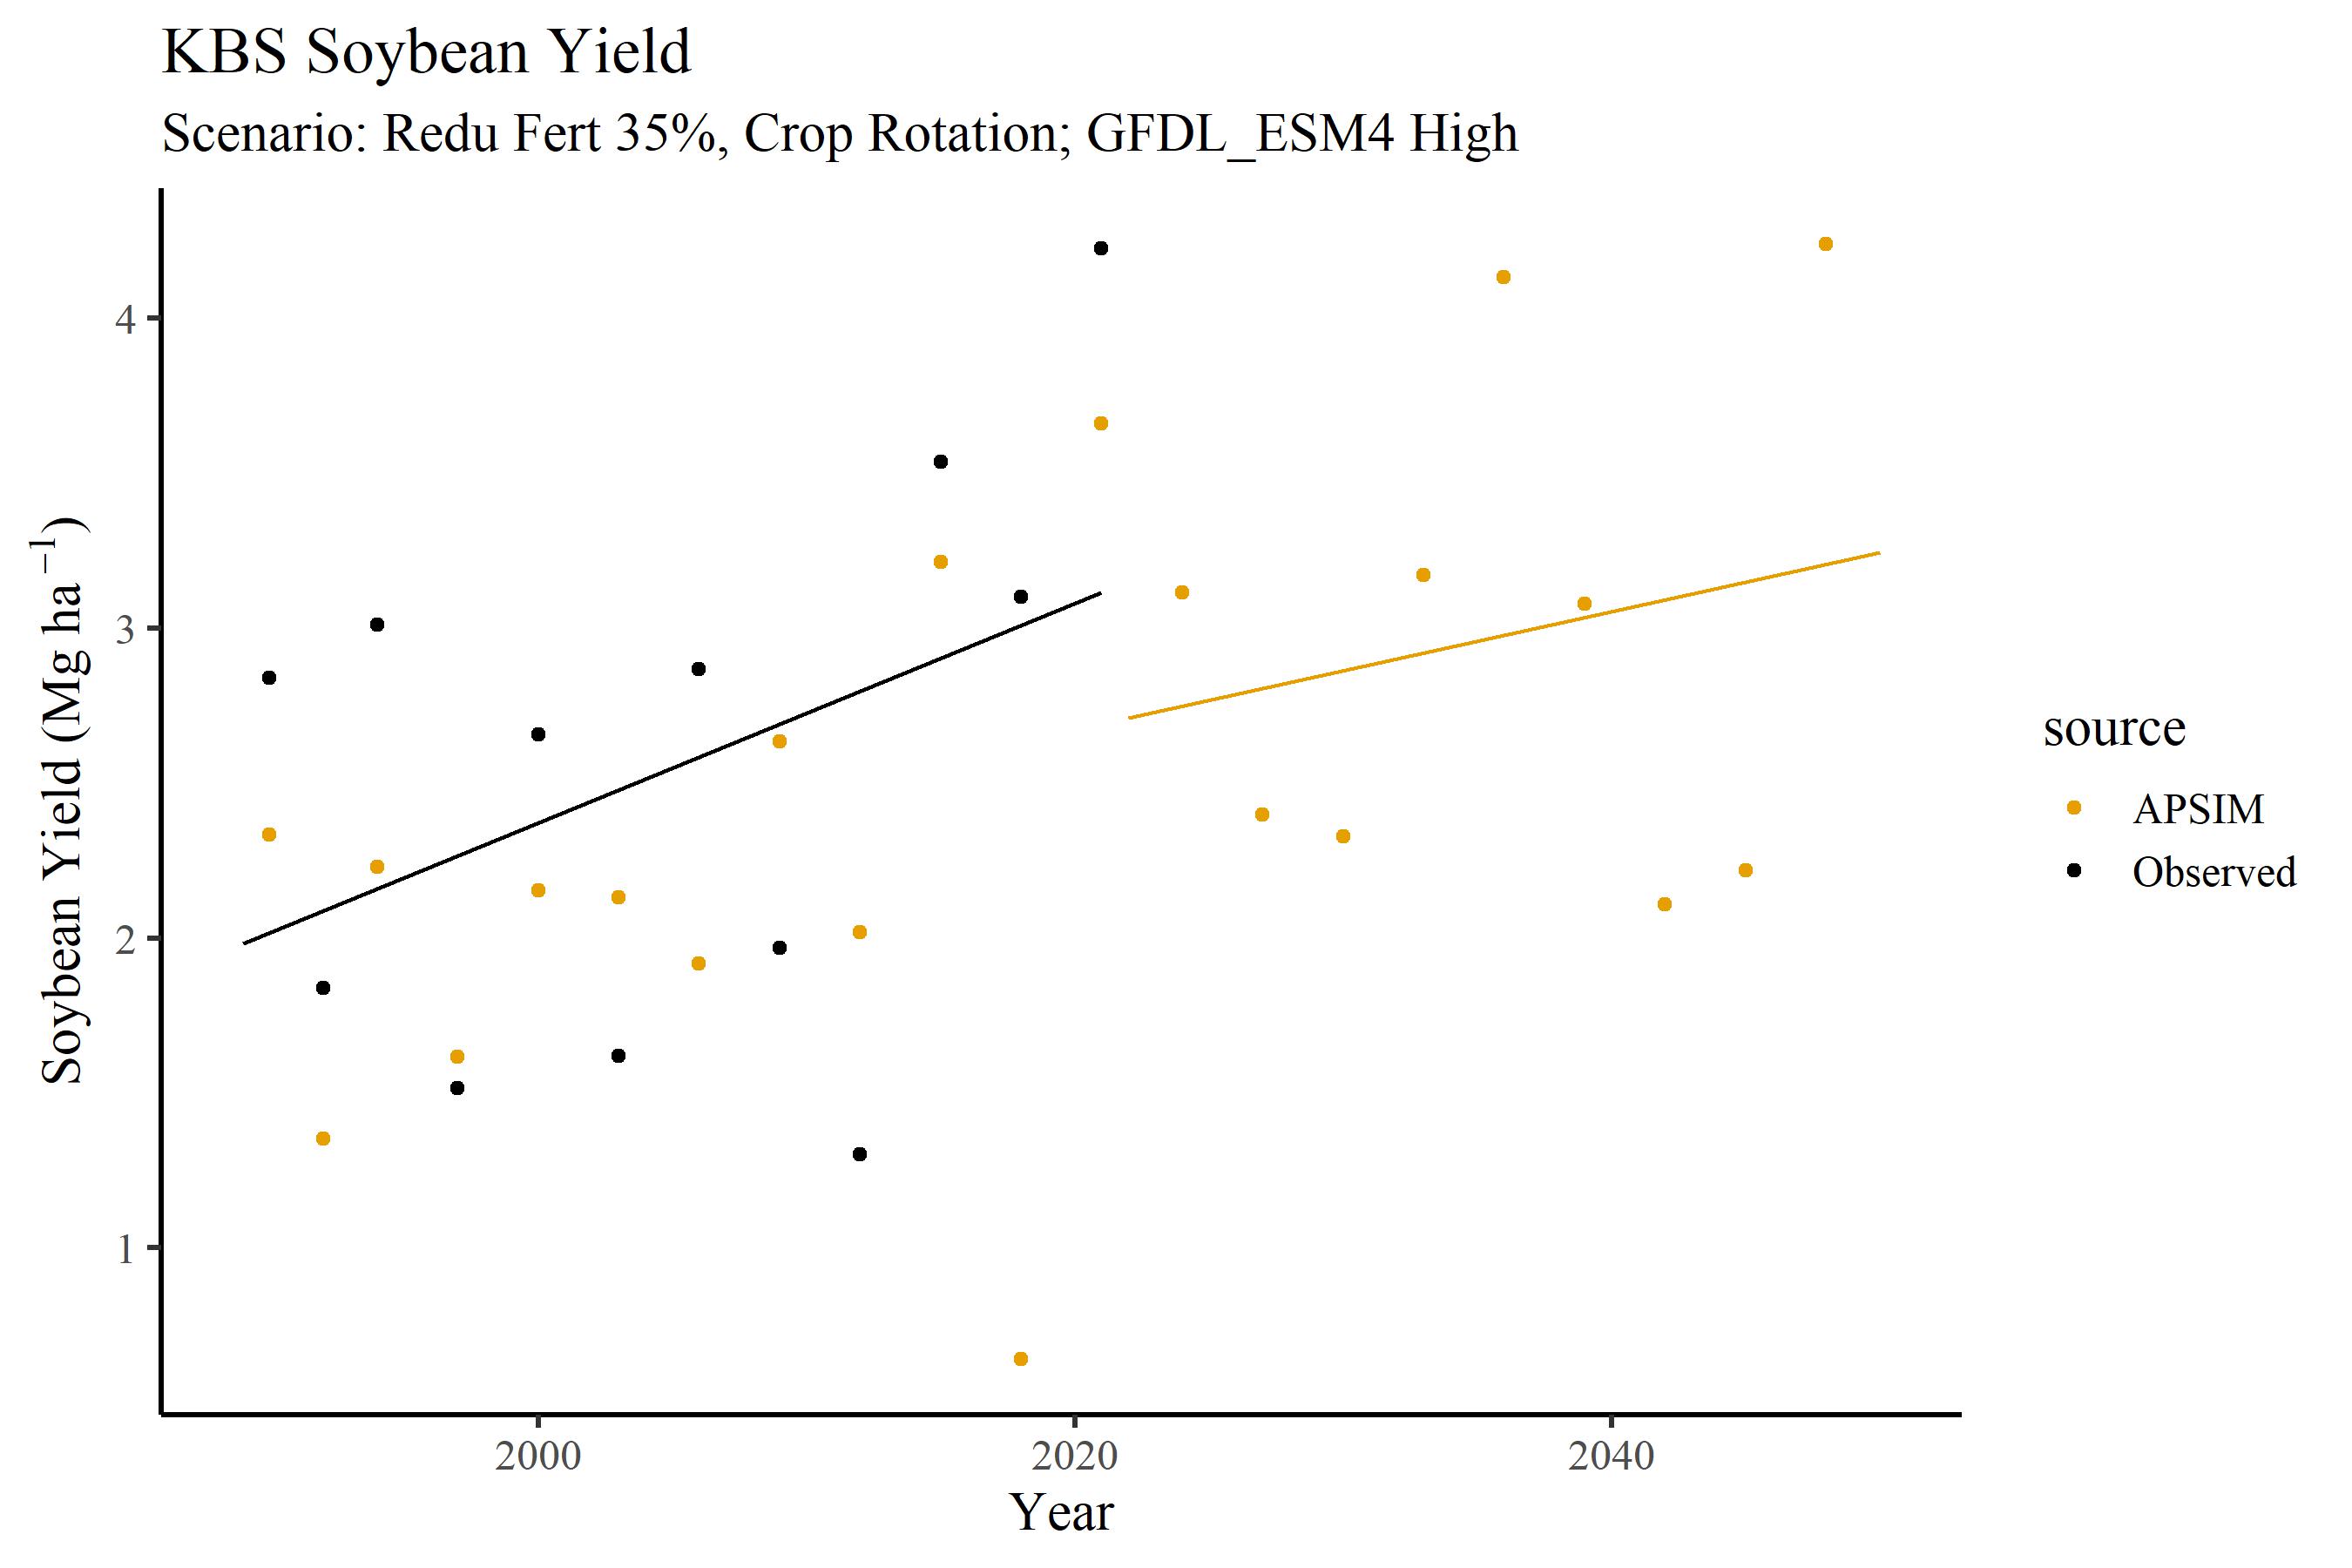 KBS Soybean Yield
Scenario: Redu Fert 35%, Crop Rotation; GFDL_ESM4 High
Soybean Yield (Mg ha⁻¹)
4
3
2
1
2000 2020 2040
Year
source
APSIM
Observed